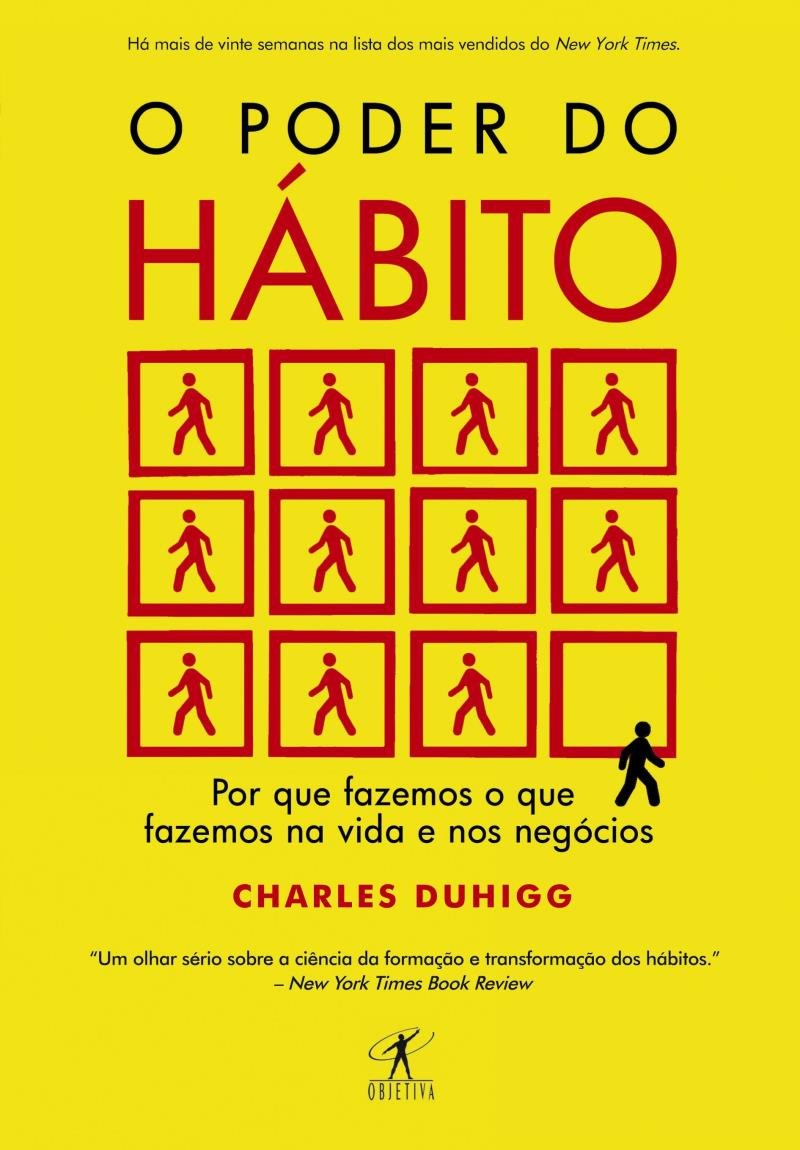 Há mais de vinte semanas na lista dos mais vendidos do New York Times.
O PODER DO
HÁBITO
Por que fazemos o que
fazemos na vida e nos negócios
CHARLES DUHIGG
“Um olhar sério sobre a ciência da formação e transformação dos hábitos.”
– New York Times Book Review
OBJETIVA